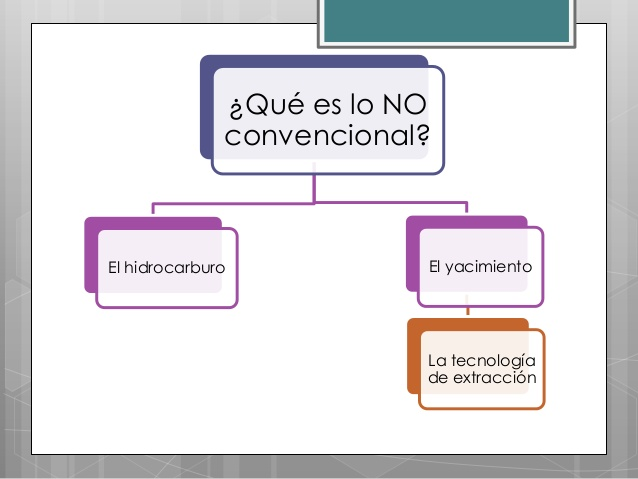 ¿Qué es lo NO
convencional?
El hidrocarburo
El yacimiento
La tecnología
de extracción